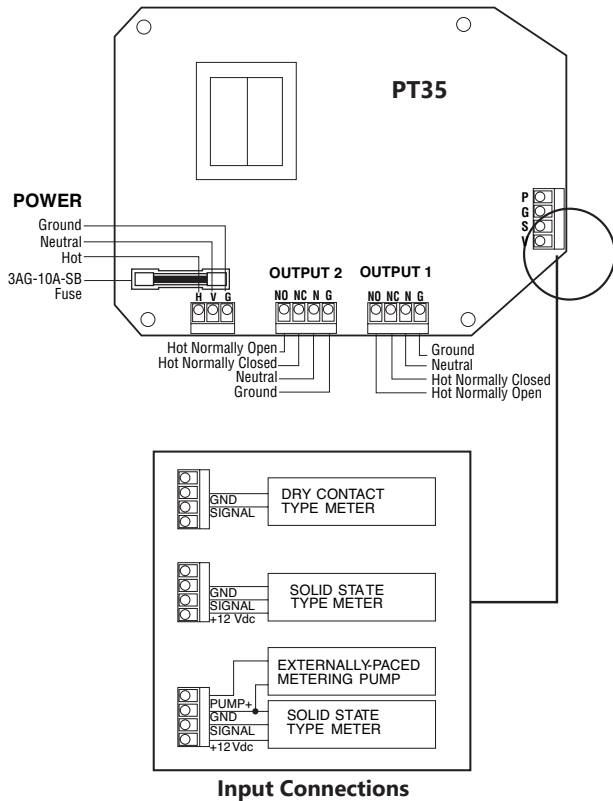 PT35
POWER
Ground
Neutral
Hot
3AG-10A-SB
Fuse
H V G
OUTPUT 2
NO NC N G
Hot Normally Open
Hot Normally Closed
Neutral
Ground
OUTPUT 1
NO NC N G
Ground
Neutral
Hot Normally Closed
Hot Normally Open
P
G
S
V
GND
SIGNAL
DRY CONTACT
TYPE METER
GND
SIGNAL
+12 Vdc
SOLID STATE
TYPE METER
EXTERNALLY-PACED
METERING PUMP
PUMP+
GND
SIGNAL
+12 Vdc
SOLID STATE
TYPE METER
Input Connections